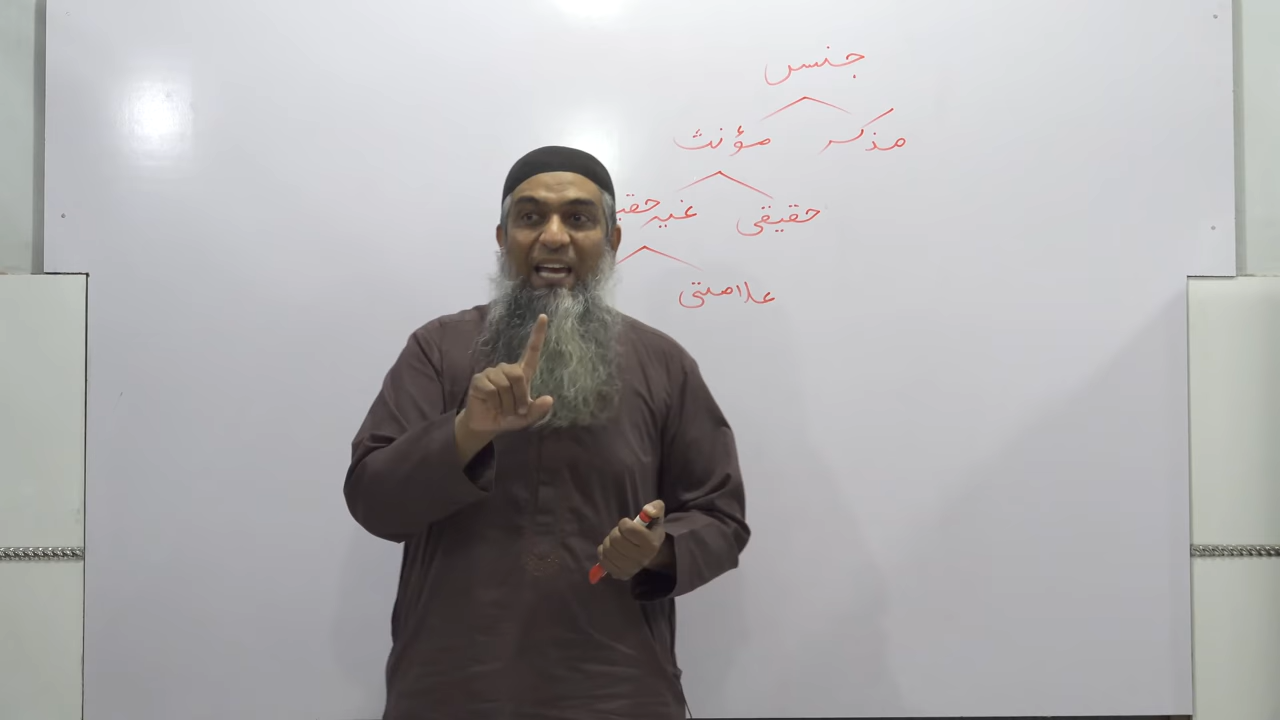 جنس
مذکر مؤنث
حقیقی غیر
علامتی